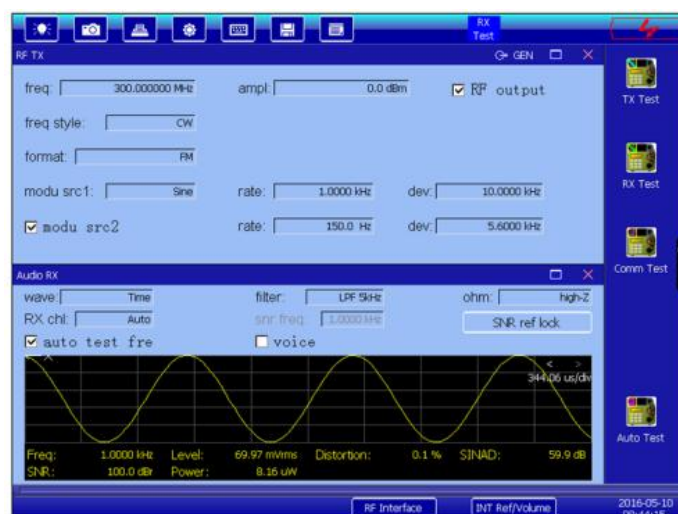 RX
Test
RF TX GEN
freq: 300.000000 MHz ampl: 0.0 dBm RF output
TX Test
freq style: CW
format: FM
RX Test
modu src1: Sine rate: 1.0000 kHz dev: 10.0000 kHz
modu src2 rate: 150.0 Hz dev: 5.6000 kHz
Comm Test
Audio RX
wave: Time filter: LPF 5kHz ohm: high-Z
RX chl: Auto snr freq: 1.0000 kHz SNR ref lock
auto test fre voice
< >
344.06 us/div
Auto Test
Freq: 1.0000 kHz Level: 69.97 mVrms Distortion: 0.1 % SINAD: 59.9 dB
SNR: 100.0 dBr Power: 8.16 uW
RF Interface INT Ref/Volume 2016-05-10